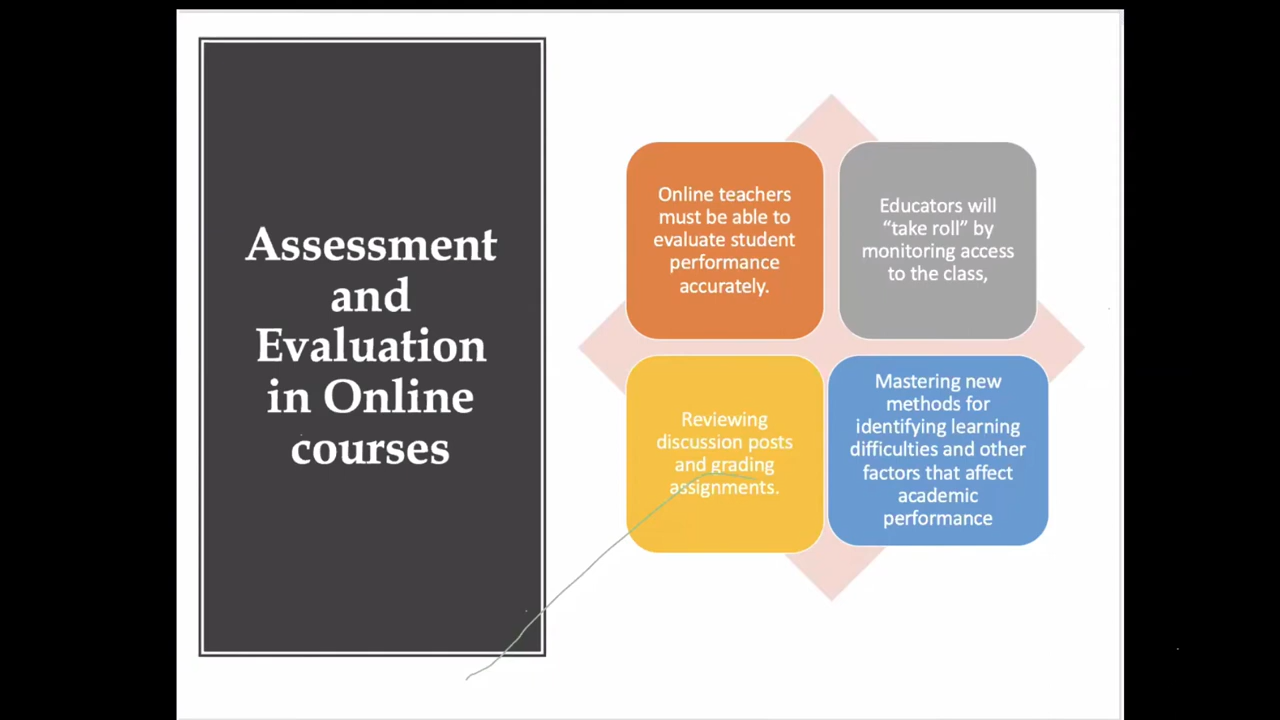 Assessment
and
Evaluation
in Online
courses
Online teachers
must be able to
evaluate student
performance
accurately.
Educators will
“take roll” by
monitoring access
to the class,
Reviewing
discussion posts
and grading
assignments.
Mastering new
methods for
identifying learning
difficulties and other
factors that affect
academic
performance